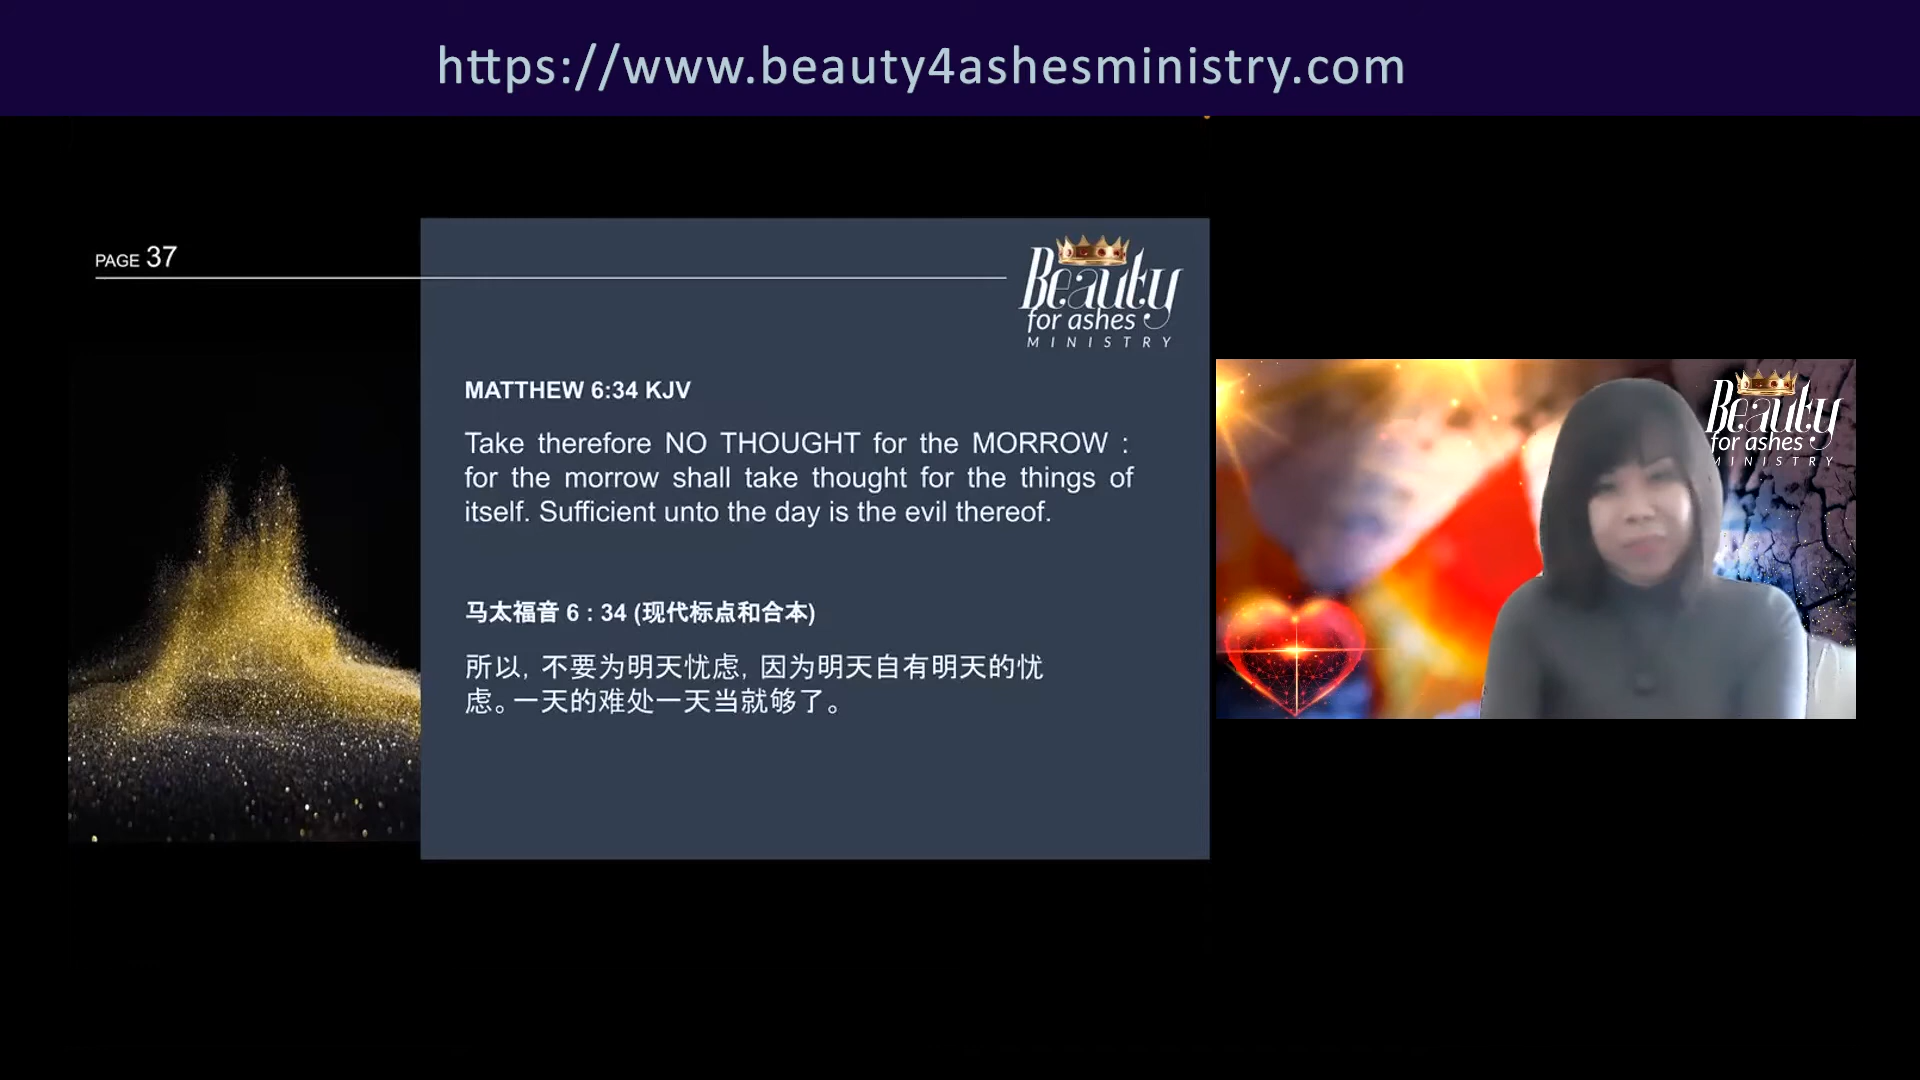 https://www.beauty4ashesministry.com
PAGE 37
Beauty
for ashes
MINISTRY
MATTHEW 6:34 KJV
Take therefore NO THOUGHT for the MORROW :
for the morrow shall take thought for the things of
itself. Sufficient unto the day is the evil thereof.
马太福音 6 : 34 (现代标点和合本)
所以, 不要为明天忧虑, 因为明天自有明天的忧
虑。一天的难处一天当就够了。
Beauty
for ashes
MINISTRY